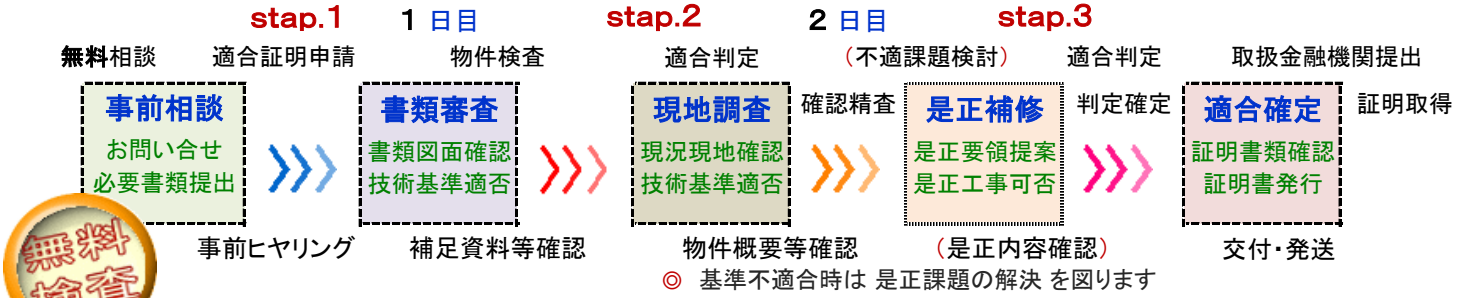 stap.1 1 日目 stap.2 2 日目 stap.3
無料相談 適合証明申請 物件検査 適合判定 (不適課題検討) 適合判定 取扱金融機関提出
事前相談 書類審査 現地調査 確認精査 是正補修 判定確定 適合確定 証明取得
お問い合せ 書類図面確認 現況現地確認 是正要領提案 証明書類確認
必要書類提出 技術基準適否 技術基準適否 是正工事可否 証明書発行
事前ヒヤリング 補足資料等確認 物件概要等確認 (是正内容確認) 交付・発送
◎ 基準不適合時は 是正課題の解決 を図ります
無料
検査